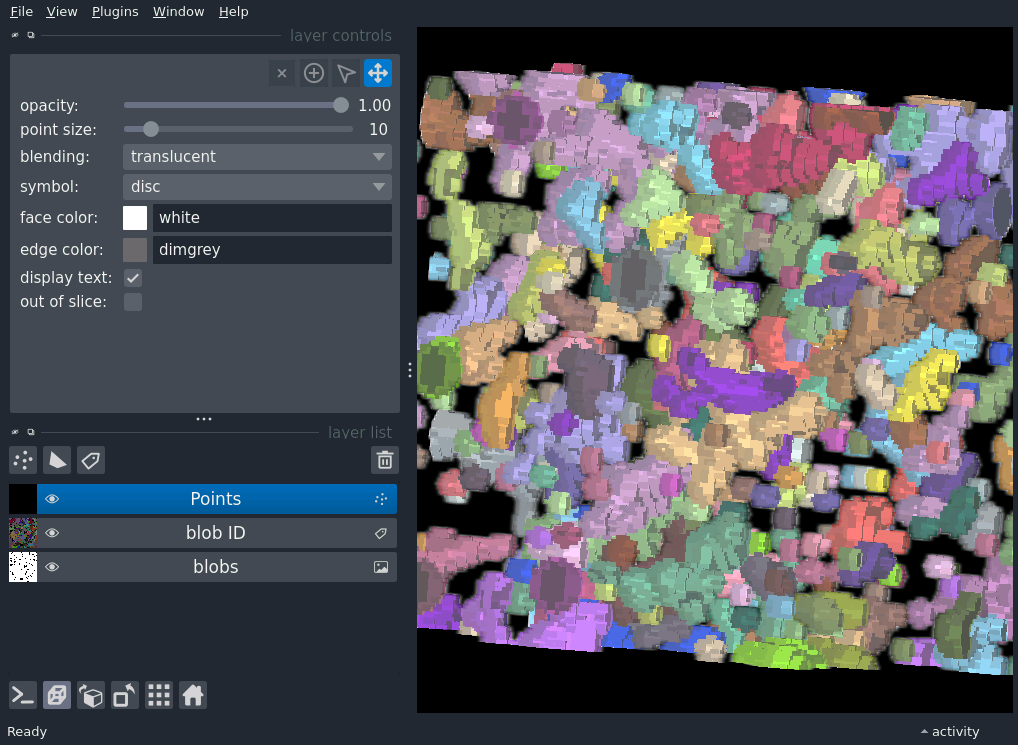 File View Plugins Window Help
layer controls
opacity: 1.00
point size: 10
blending: translucent
symbol: disc
face color: white
edge color: dimgrey
display text:
out of slice:
layer list
Points
blob ID
blobs
Ready
activity